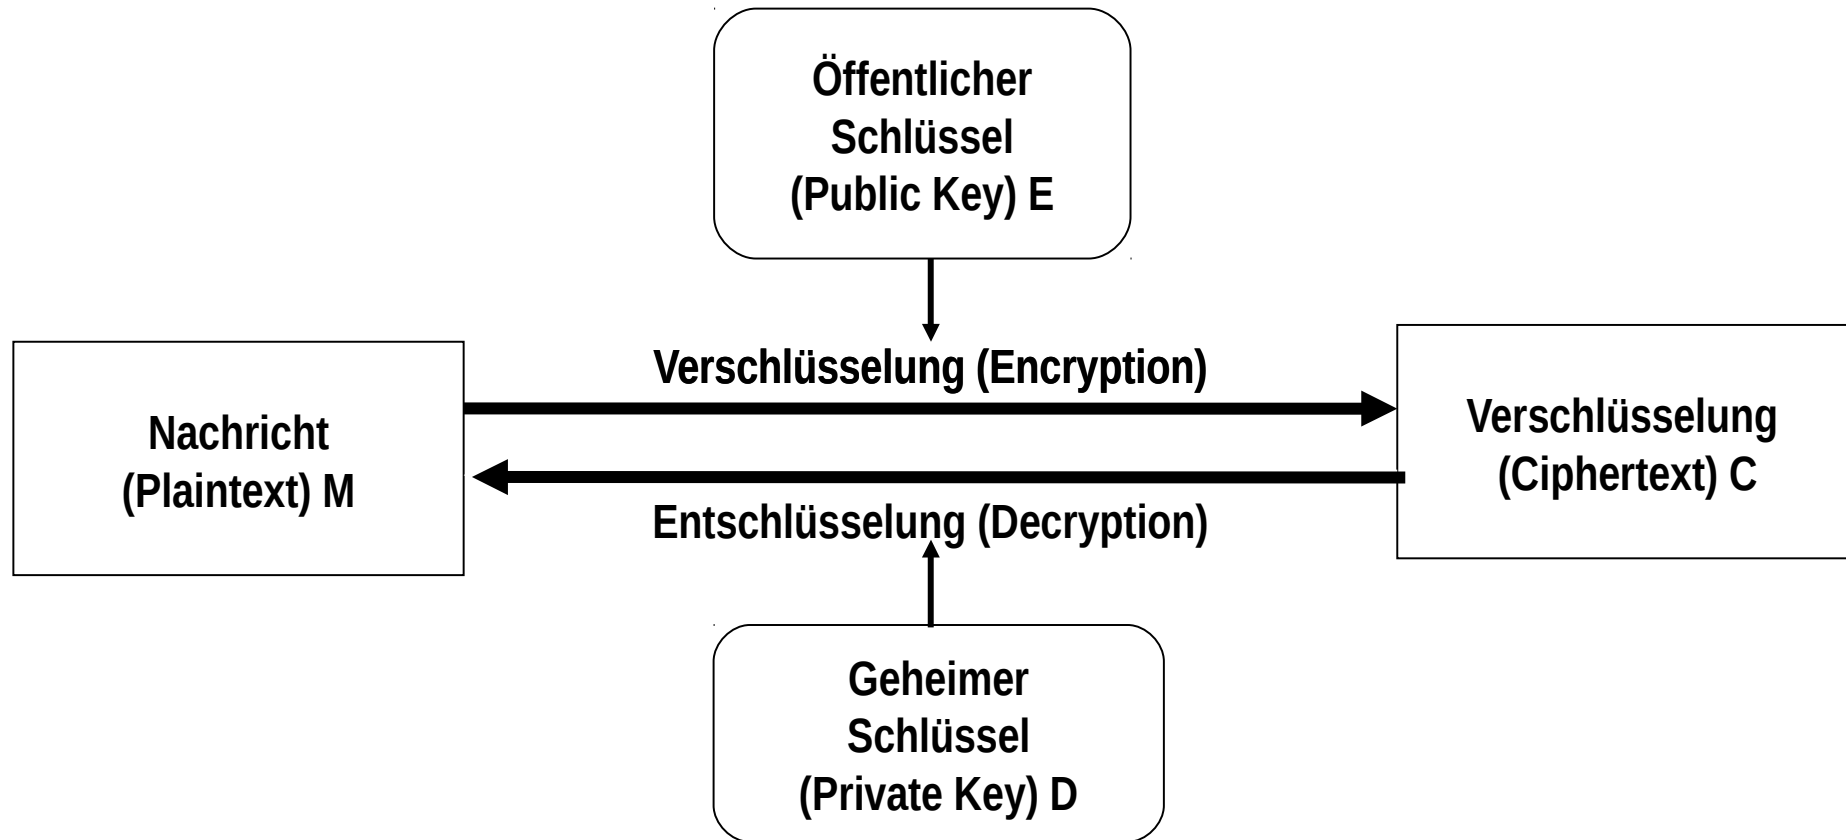 Öffentlicher
Schlüssel
(Public Key) E
Verschlüsselung (Encryption)
Nachricht
(Plaintext) M
Verschlüsselung
(Ciphertext) C
Entschlüsselung (Decryption)
Geheimer
Schlüssel
(Private Key) D